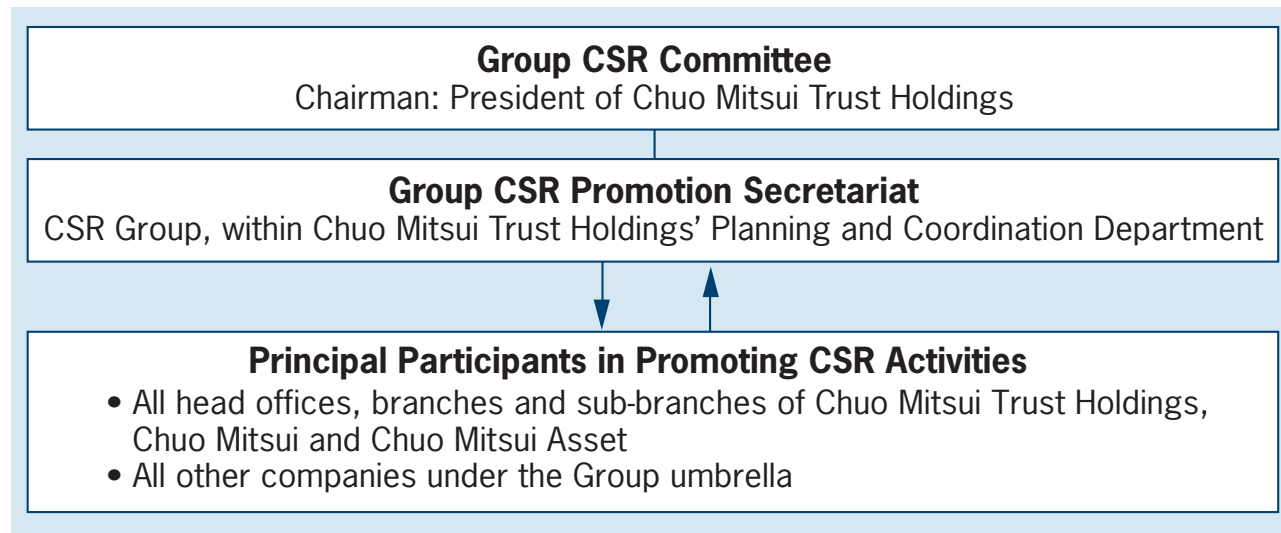 Group CSR Committee
Chairman: President of Chuo Mitsui Trust Holdings
Group CSR Promotion Secretariat
CSR Group, within Chuo Mitsui Trust Holdings’ Planning and Coordination Department
Principal Participants in Promoting CSR Activities
• All head offices, branches and sub-branches of Chuo Mitsui Trust Holdings,
Chuo Mitsui and Chuo Mitsui Asset
• All other companies under the Group umbrella